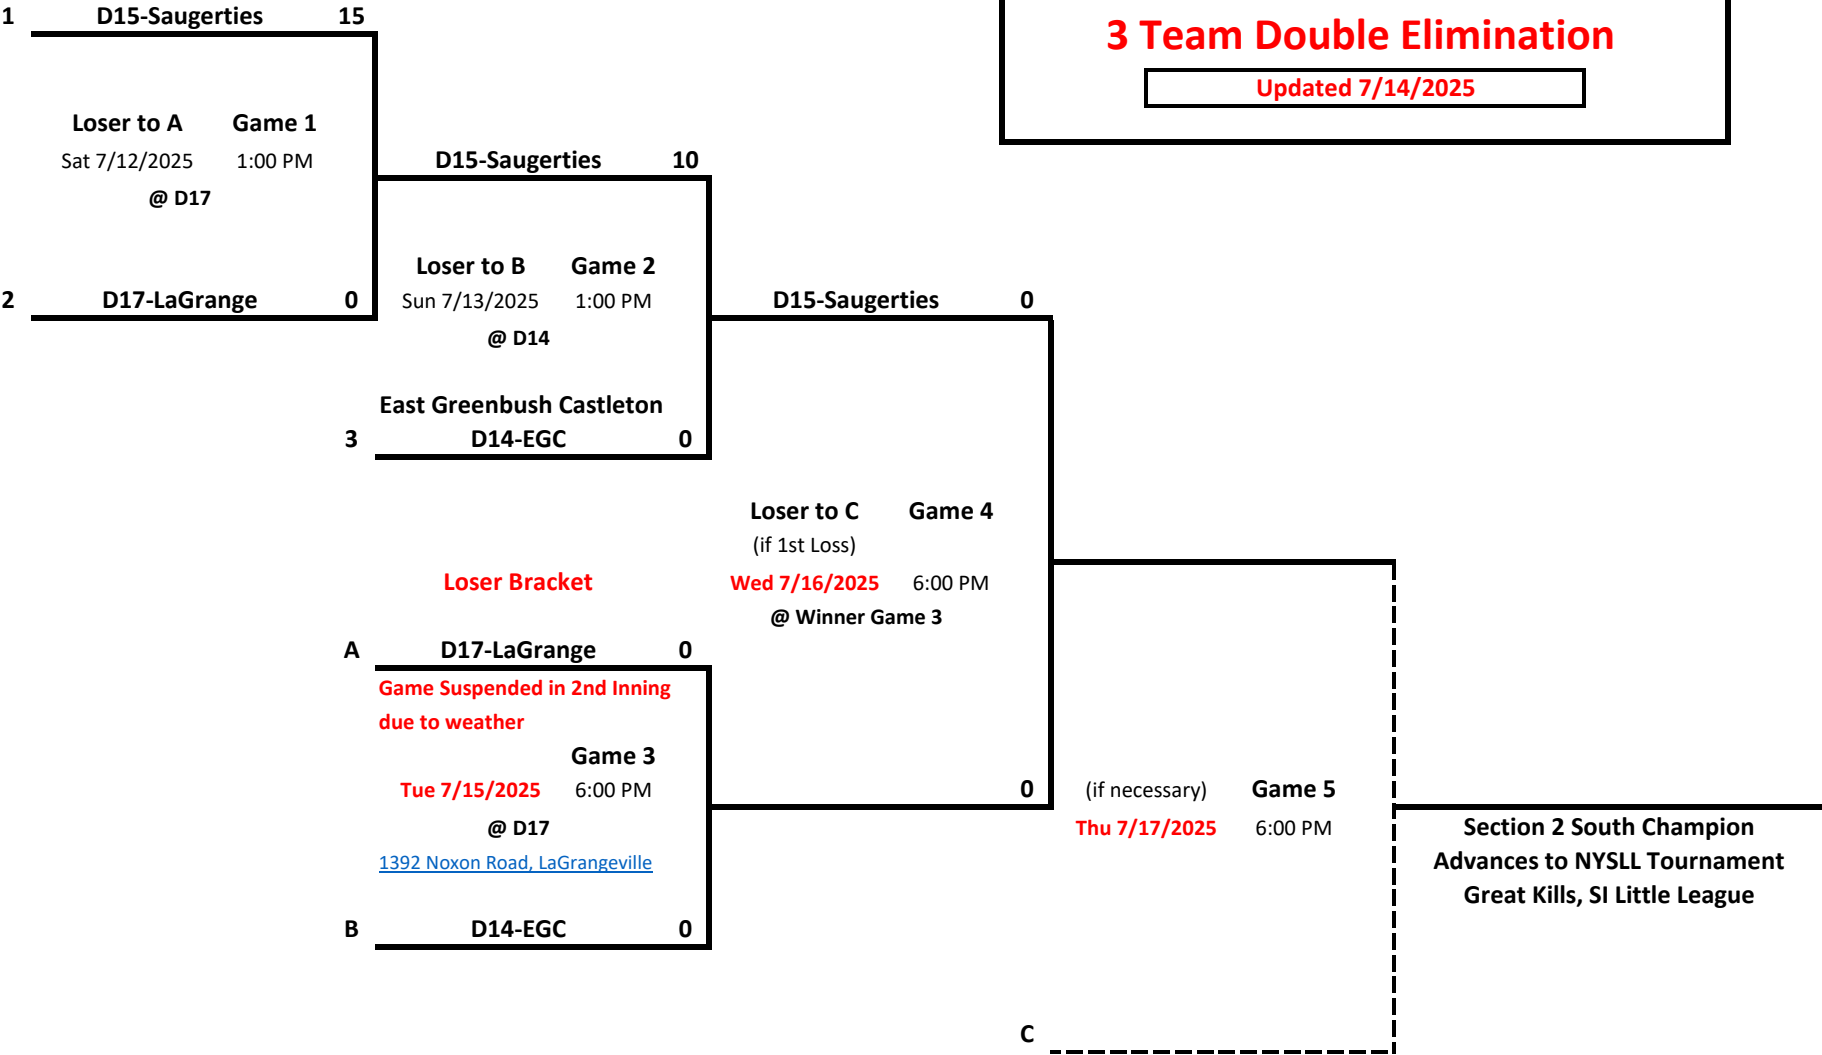 1 D15-Saugerties 15
3 Team Double Elimination
Updated 7/14/2025
Loser to A Game 1
Sat 7/12/2025 1:00 PM
@ D17
2 D17-LaGrange 0
D15-Saugerties 10
Loser to B Game 2
Sun 7/13/2025 1:00 PM
@ D14
East Greenbush Castleton
3 D14-EGC 0
D15-Saugerties 0
Loser to C Game 4
(if 1st Loss)
Wed 7/16/2025 6:00 PM
@ Winner Game 3
0
Loser Bracket
A D17-LaGrange 0
Game Suspended in 2nd Inning
due to weather
Game 3
Tue 7/15/2025 6:00 PM
@ D17
1392 Noxon Road, LaGrangeville
B D14-EGC 0
(if necessary) Game 5
Thu 7/17/2025 6:00 PM
C
Section 2 South Champion
Advances to NYSLL Tournament
Great Kills, SI Little League